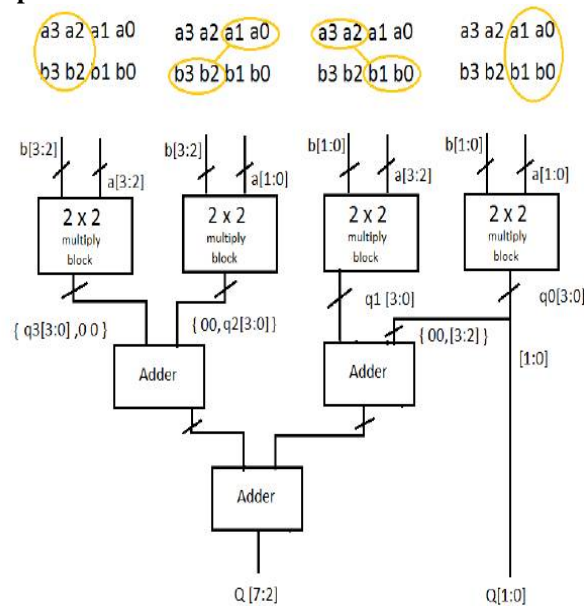 a3 a2 a1 a0 a3 a2 a1 a0 a3 a2 a1 a0 a3 a2 a1 a0
b3 b2 b1 b0 b3 b2 b1 b0 b3 b2 b1 b0 b3 b2 b1 b0
b[3:2] a[3:2] b[3:2] a[1:0] b[1:0] a[3:2] b[1:0] a[1:0]
2 x 2 2 x 2 2 x 2 2 x 2
multiply multiply multiply multiply
block block block block
{ q3[3:0] ,0 0 } { 00, q2[3:0] } q1 [3:0] q0[3:0]
{ 00,[3:2] } [1:0]
Adder Adder
Adder
Q [7:2] Q[1:0]